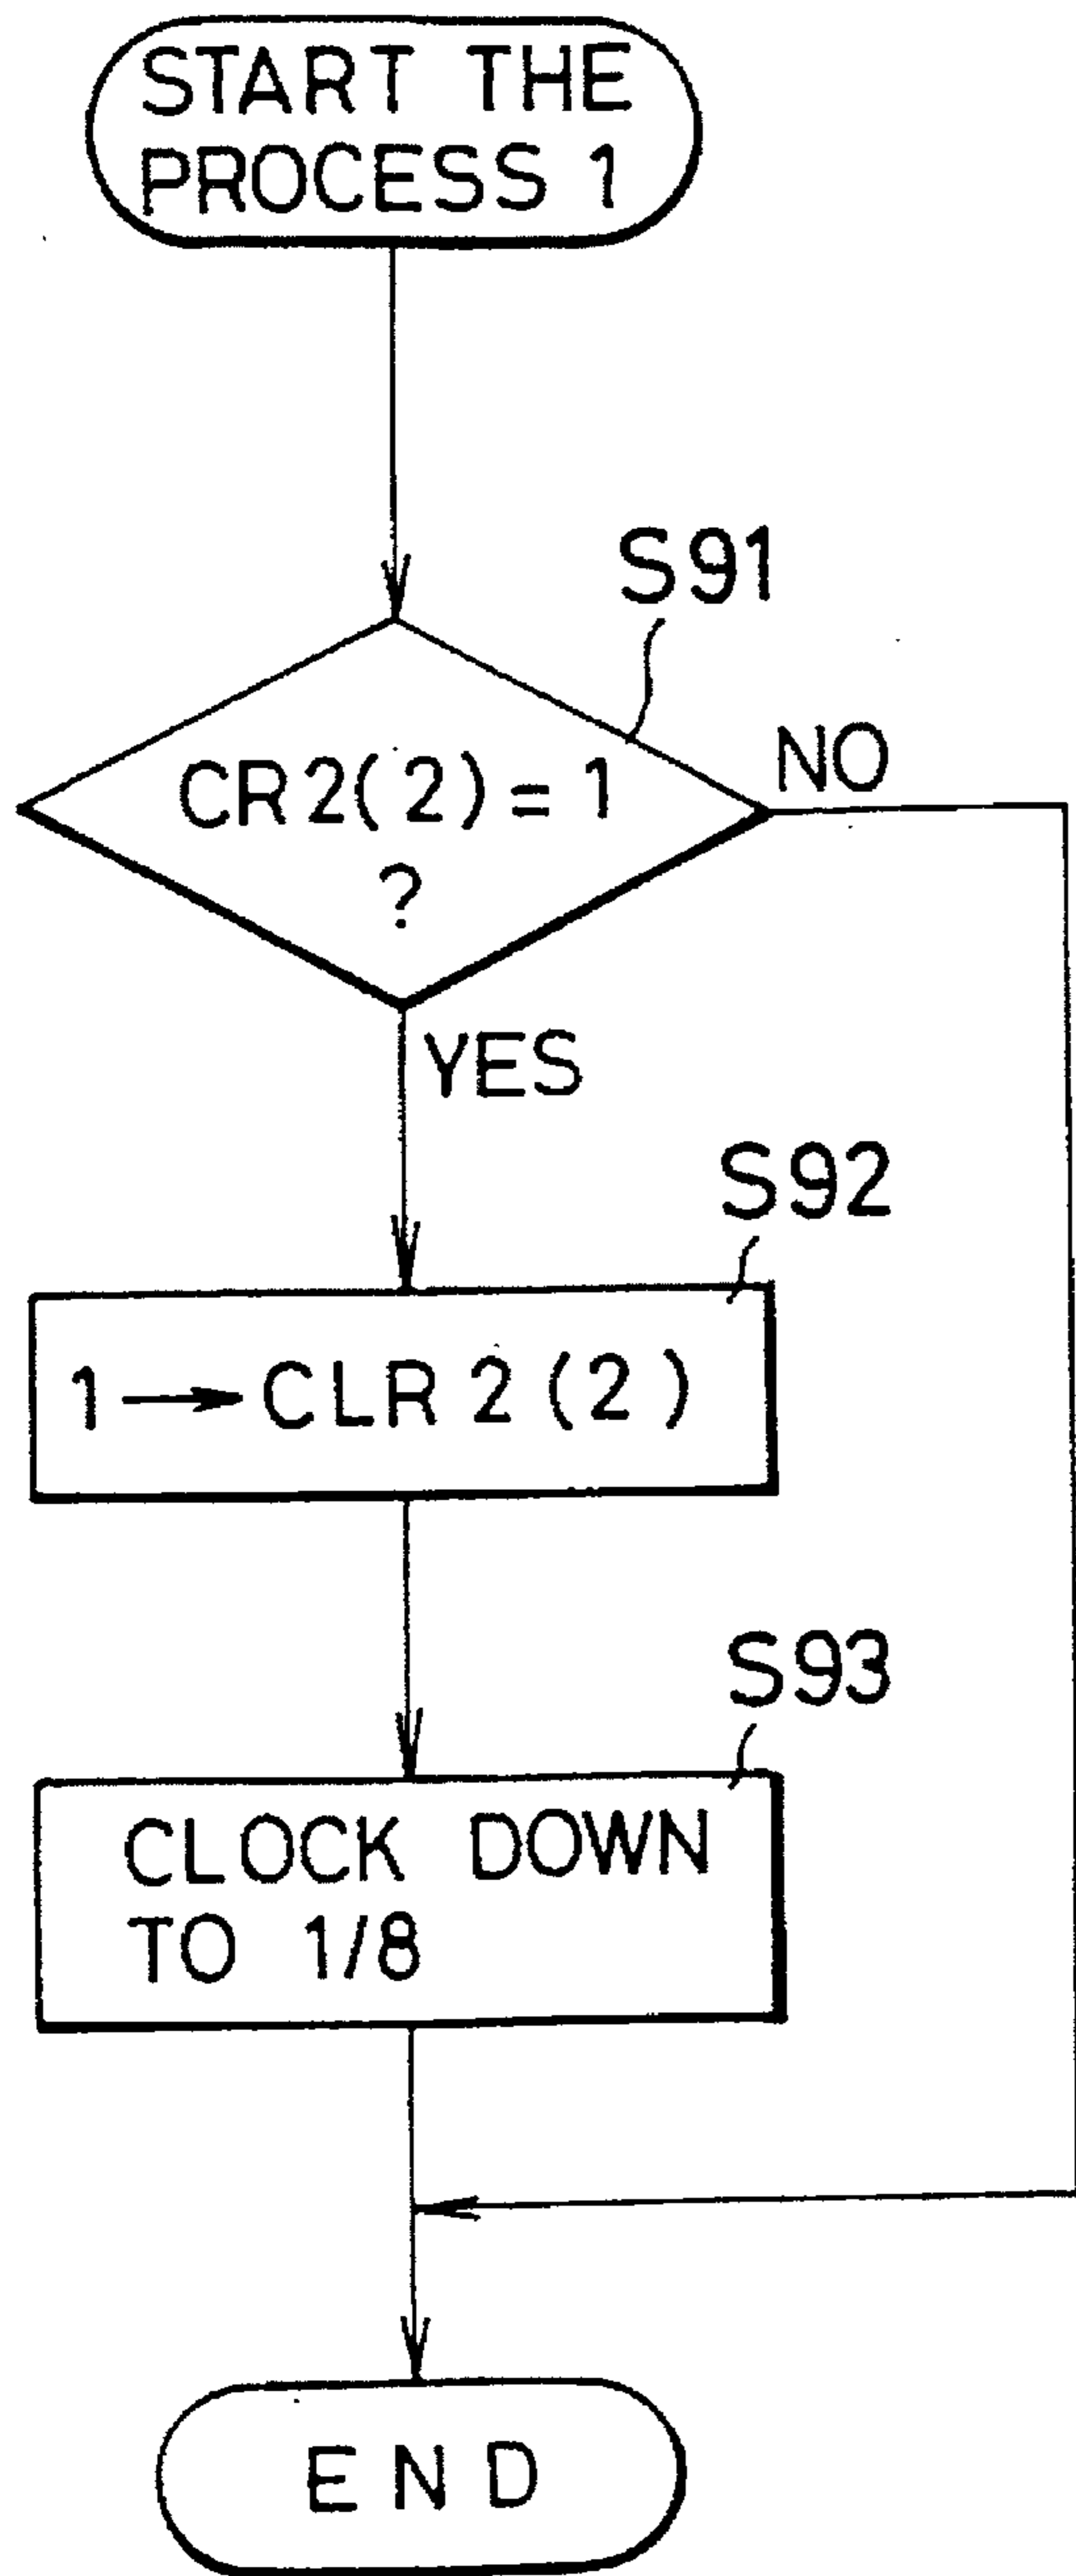 START THE
PROCESS 1
S91
CR2(2)=1
?
NO
YES
S92
1→CLR2(2)
S93
CLOCK DOWN
TO 1/8
END